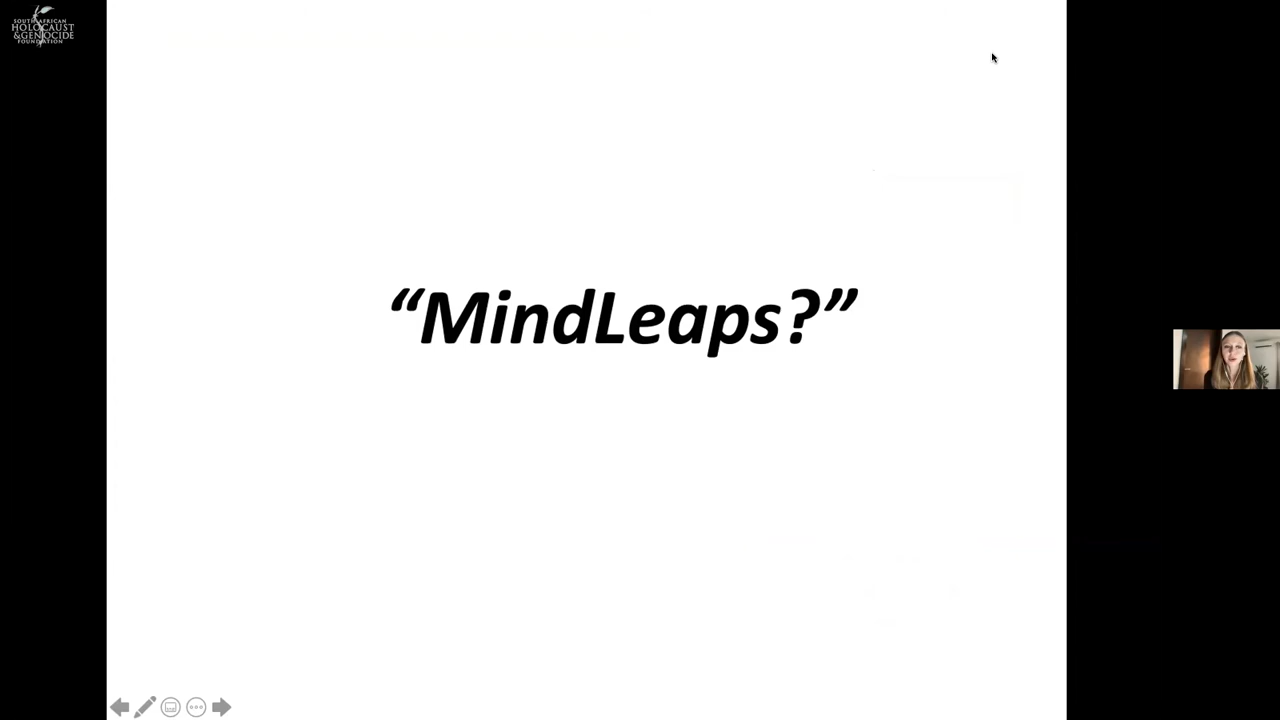 SOUTH AFRICAN
HOLOCAUST
& GENOCIDE
FOUNDATION
“MindLeaps?”